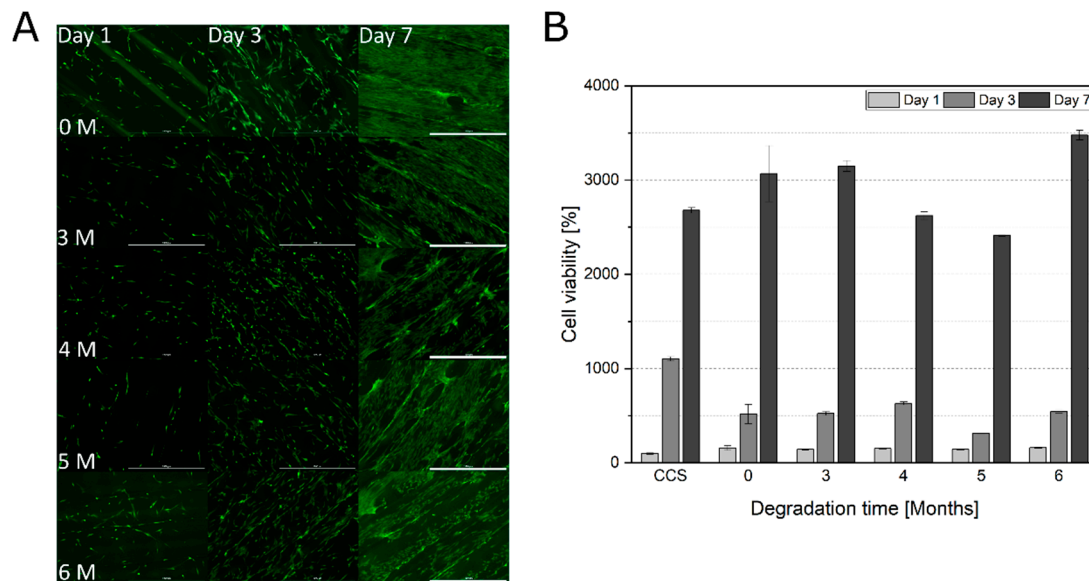 A
Day 1 Day 3 Day 7
0 M
3 M
4 M
5 M
6 M
B
Day 1 Day 3 Day 7
4000
3000
2000
1000
0
Cell viability [%]
CCS 0 3 4 5 6
Degradation time [Months]